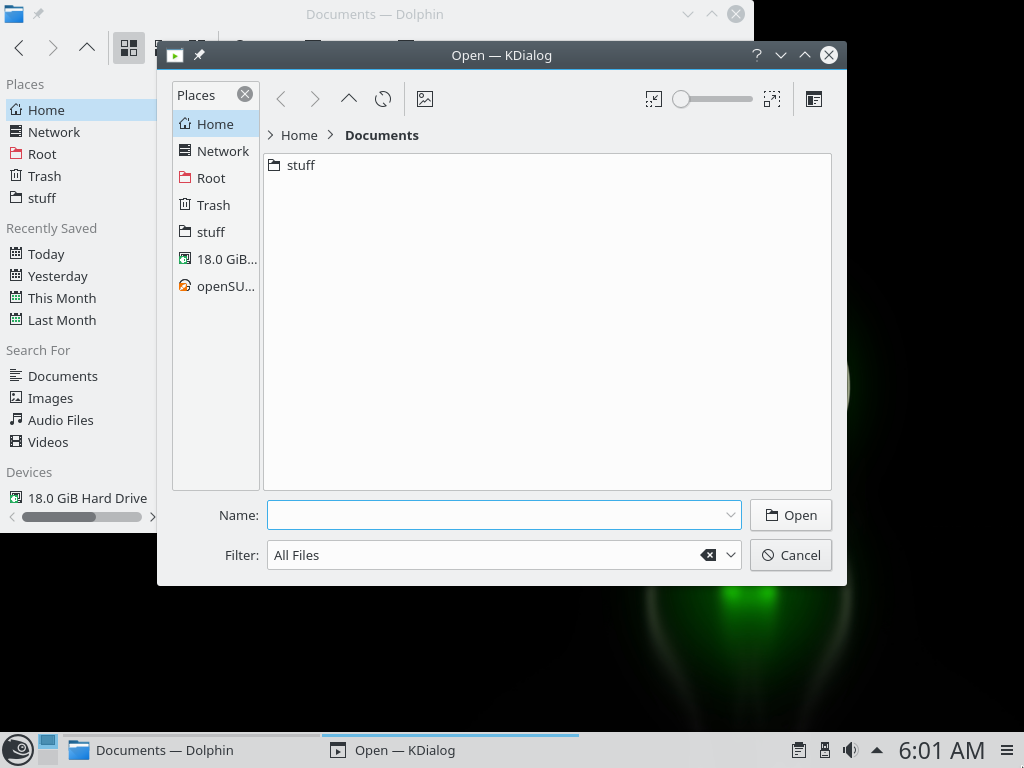 Documents — Dolphin
Places
Home
Network
Root
Trash
stuff
Recently Saved
Today
Yesterday
This Month
Last Month
Search For
Documents
Images
Audio Files
Videos
Devices
18.0 GiB Hard Drive
Open — KDialog
Places
Home
Network
Root
Trash
stuff
18.0 GiB...
openSU...
Home > Documents
stuff
Name:
Open
Filter: All Files
Cancel
Documents — Dolphin
Open — KDialog
6:01 AM